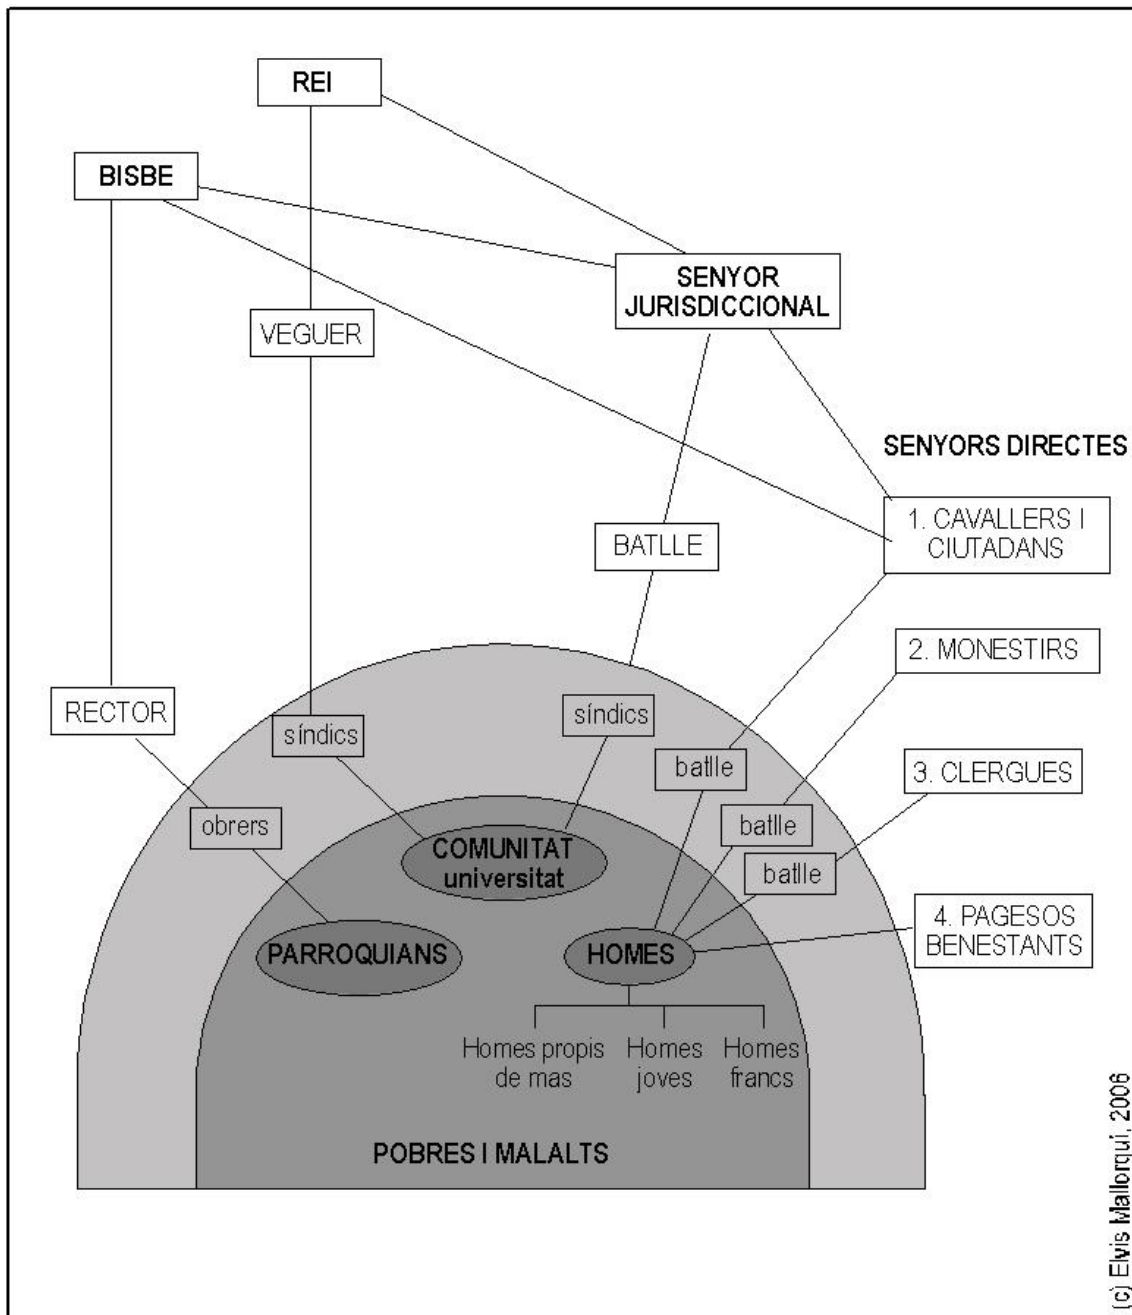 REI
BISBE
SENYOR
JURISDICCIONAL
VEGUER
SENYORS DIRECTES
1. CAVALLERS I
CIUTADANS
BATLLE
2. MONESTIRS
RECTOR
síndics
síndics
batlle
3. CLERGUES
obrers
batlle
COMUNITAT
universitat
batlle
4. PAGESOS
BENESTANTS
PARROQUIANS
HOMES
Homes propis
de mas
Homes
joves
Homes
francs
POBRES I MALALTS
(c) Elvis Mallorquí, 2006